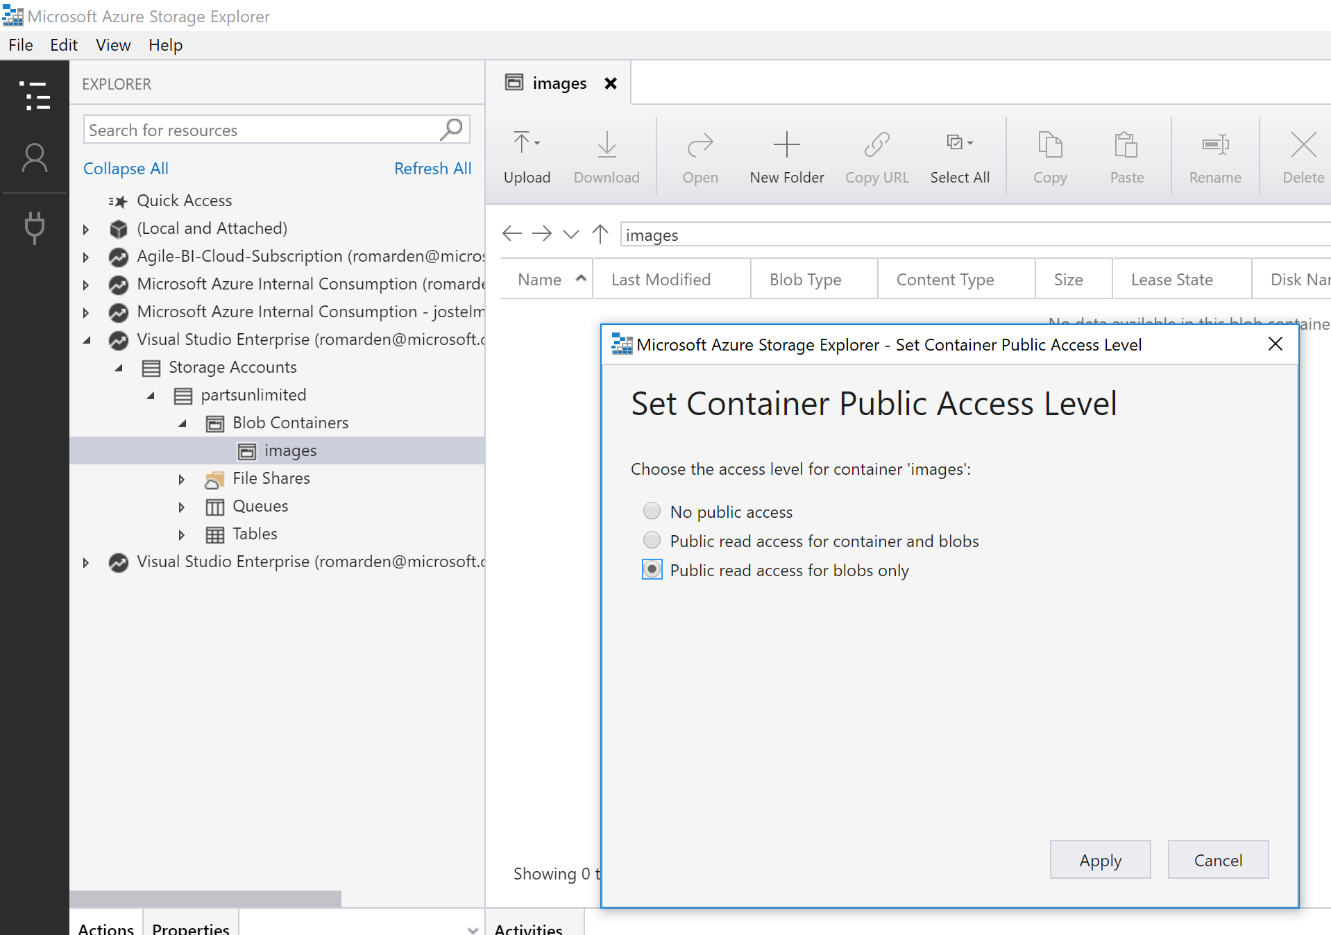 Microsoft Azure Storage Explorer
File Edit View Help
EXPLORER
Search for resources
Collapse All Refresh All
Quick Access
(Local and Attached)
Agile-BI-Cloud-Subscription (romarden@micros
Microsoft Azure Internal Consumption (romarde
Microsoft Azure Internal Consumption - jostelm
Visual Studio Enterprise (romarden@microsoft.c
Storage Accounts
partsunlimited
Blob Containers
images
File Shares
Queues
Tables
Visual Studio Enterprise (romarden@microsoft.c
Actions Properties
images
Upload Download Open New Folder Copy URL Select All Copy Paste Rename Delete
images
Name Last Modified Blob Type Content Type Size Lease State Disk Nar
No data available in this blob containe
Microsoft Azure Storage Explorer - Set Container Public Access Level
Set Container Public Access Level
Choose the access level for container 'images':
No public access
Public read access for container and blobs
Public read access for blobs only
Apply Cancel
Showing 0 t
Activities